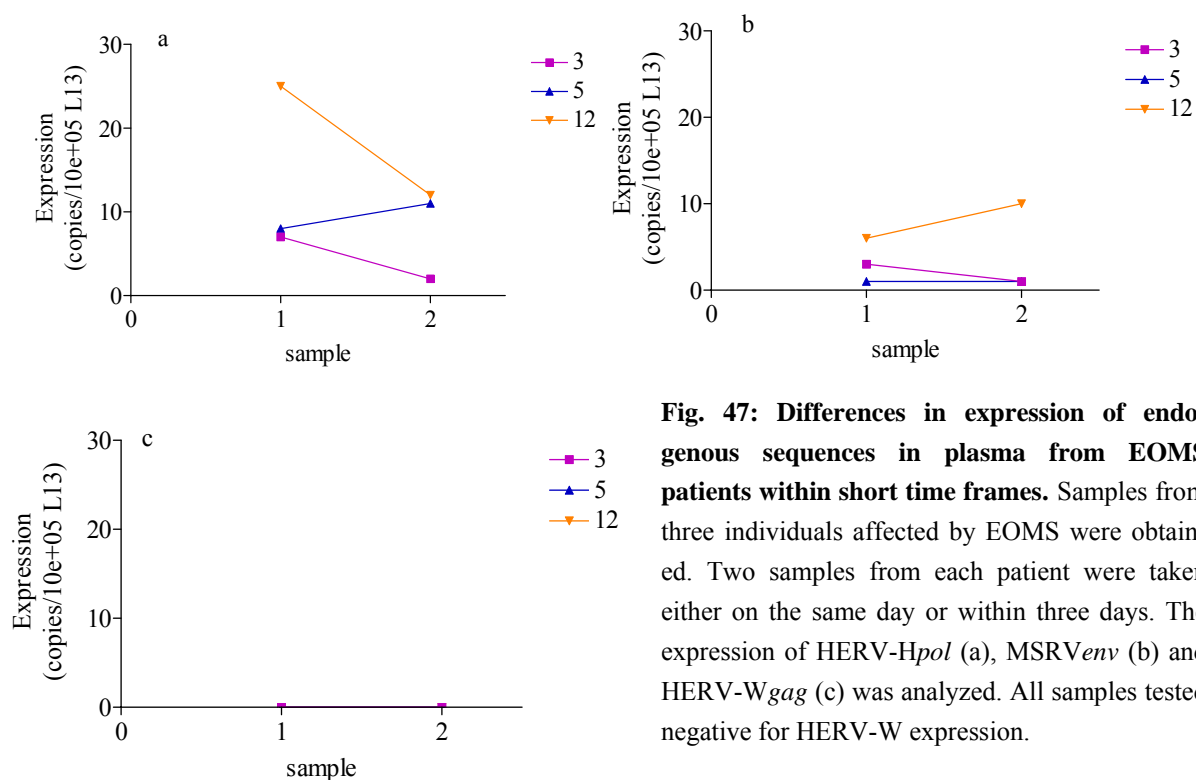 a
30
20
10
0
0
1
2
sample
Expression
(copies/10e+05 L13)
3
5
12
b
30
20
10
0
0
1
2
sample
Expression
(copies/10e+05 L13)
3
5
12
c
30
20
10
0
0
1
2
sample
Expression
(copies/10e+05 L13)
3
5
12
Fig. 47: Differences in expression of endo
genous sequences in plasma from EOMS
patients within short time frames. Samples from
three individuals affected by EOMS were obtain
ed. Two samples from each patient were taken
either on the same day or within three days. The
expression of HERV-Hpol (a), MSRVenv (b) and
HERV-Wgag (c) was analyzed. All samples tested
negative for HERV-W expression.